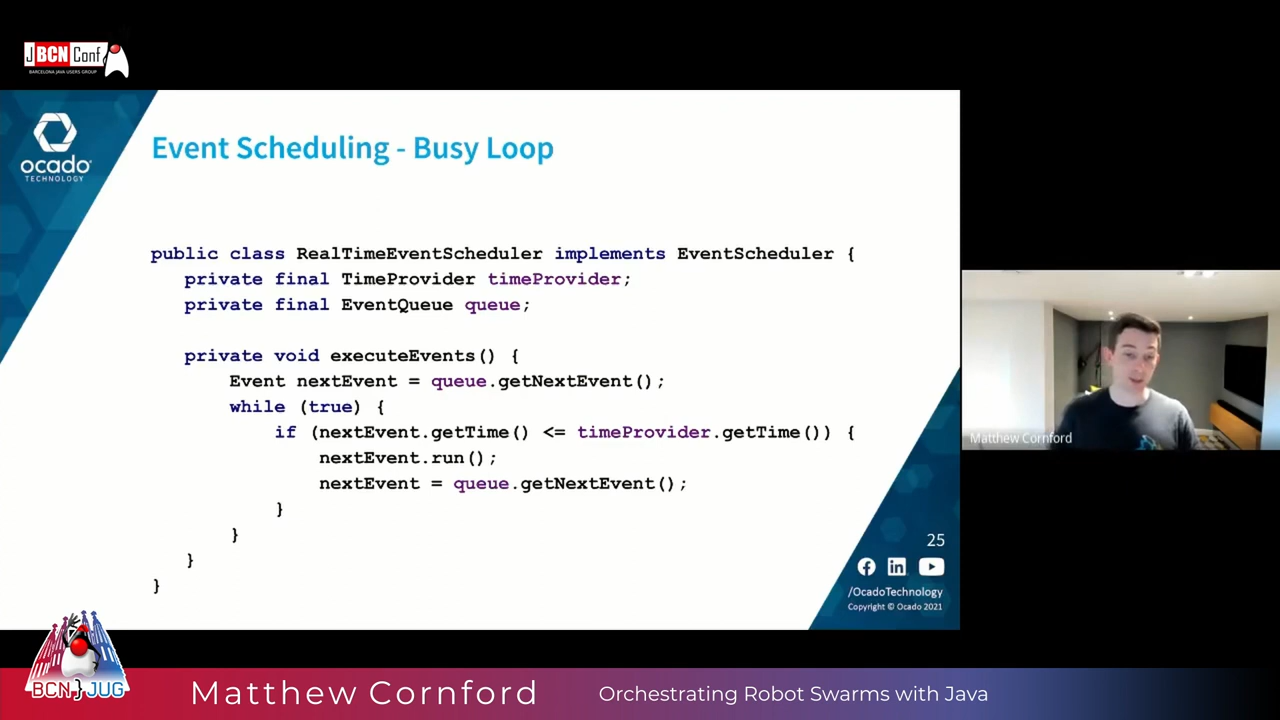 JBCNConf
BARCELONA JAVA USERS GROUP
ocado
TECHNOLOGY
Event Scheduling - Busy Loop
public class RealTimeEventScheduler implements EventScheduler {
private final TimeProvider timeProvider;
private final EventQueue queue;
private void executeEvents() {
Event nextEvent = queue.getNextEvent();
while (true) {
if (nextEvent.getTime() <= timeProvider.getTime()) {
nextEvent.run();
nextEvent = queue.getNextEvent();
}
}
}
}
25
/OcadoTechnology
Copyright © Ocado 2021
Matthew Cornford
BCN}JUG
Matthew Cornford
Orchestrating Robot Swarms with Java